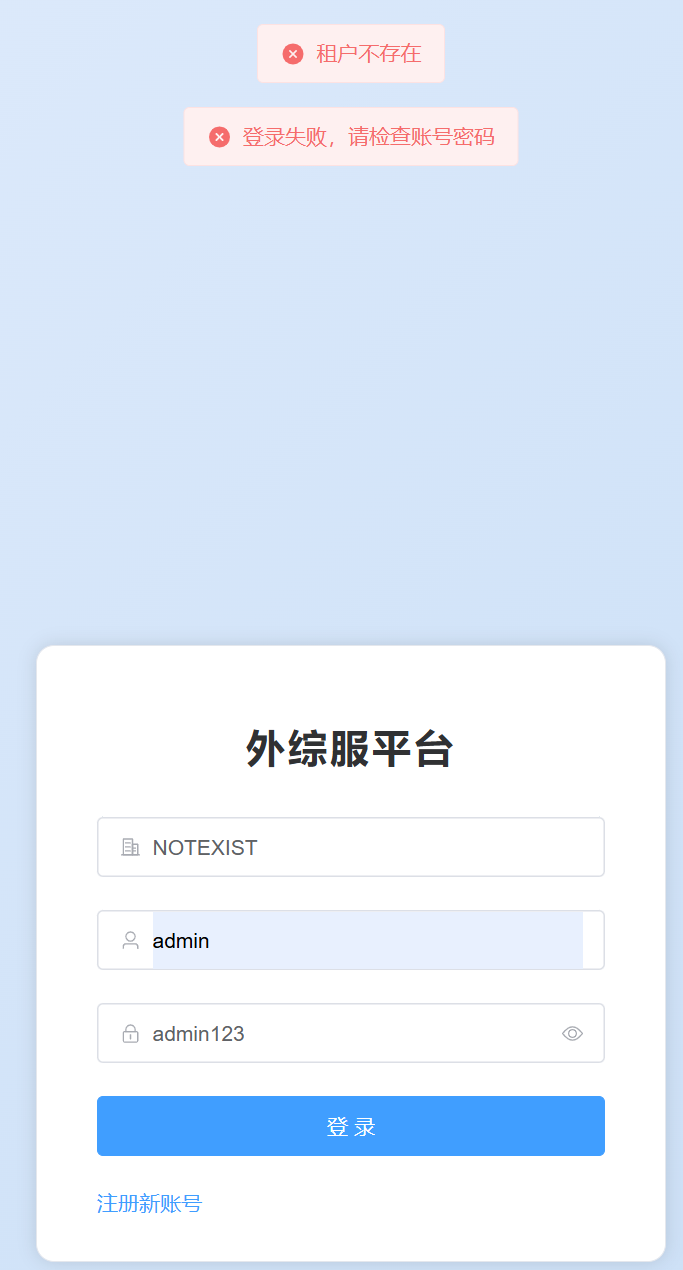 租户不存在
登录失败，请检查账号密码
外综服平台
NOTEXIST
admin
admin123
登 录
注册新账号